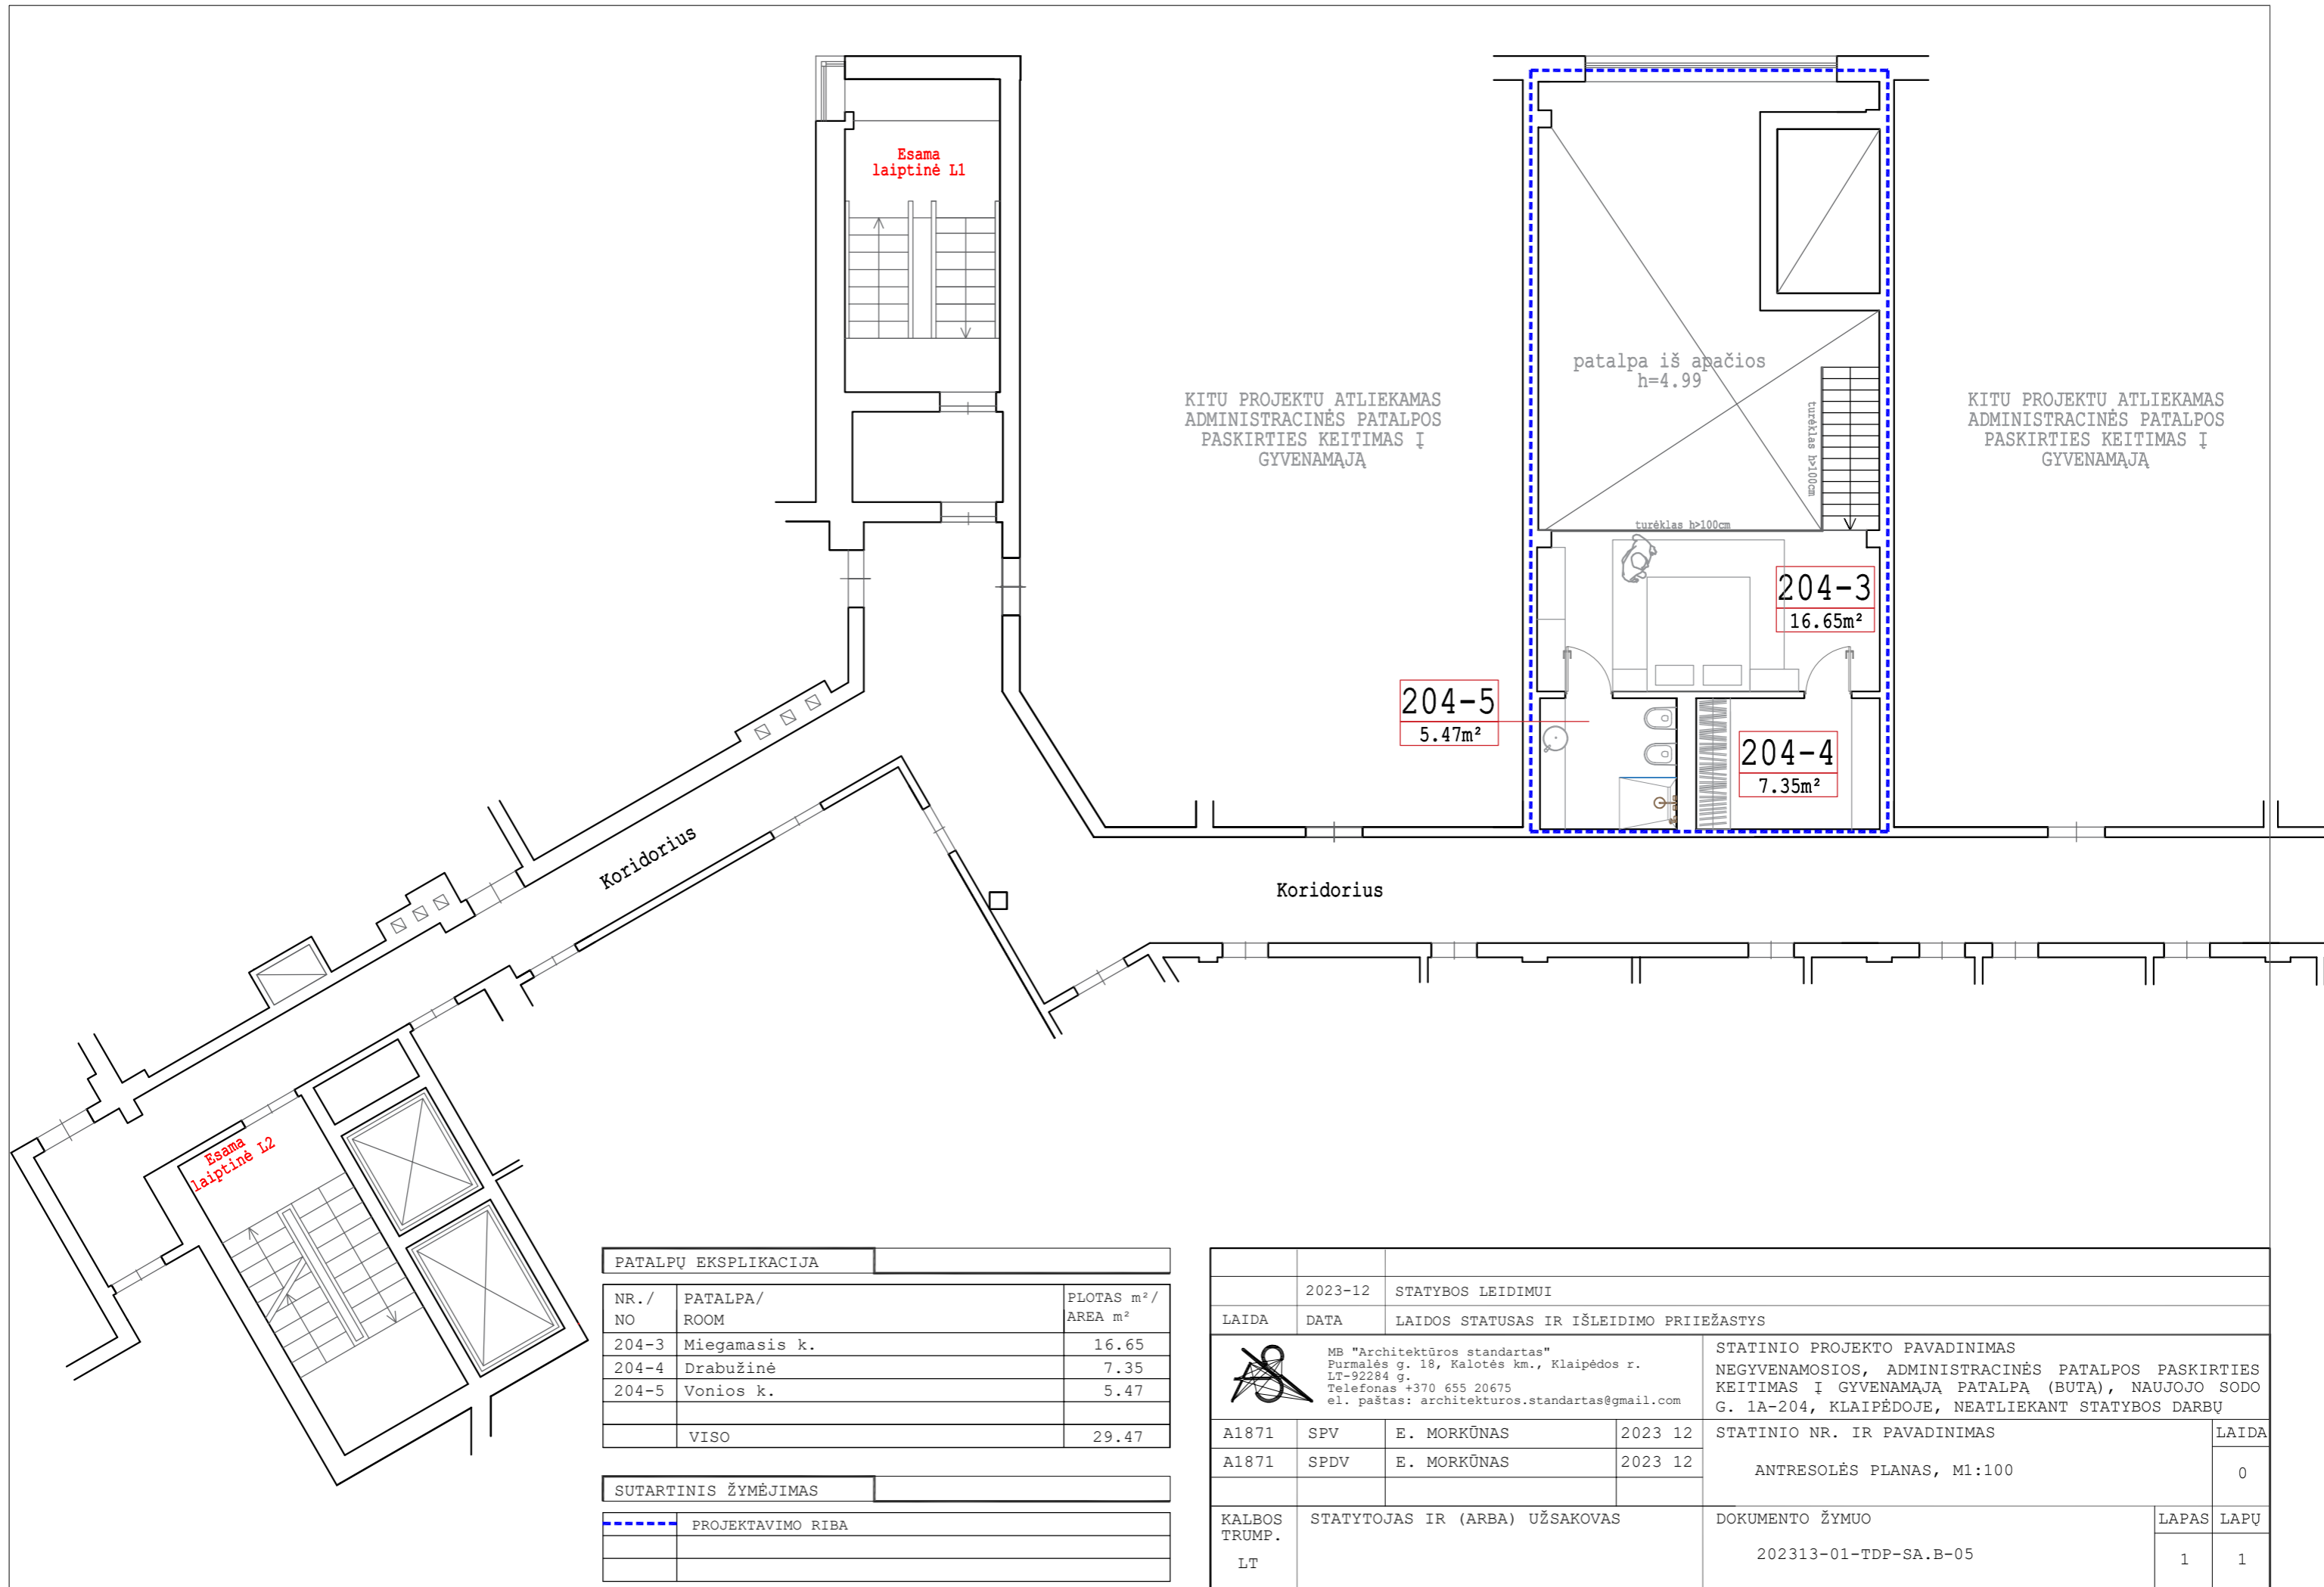 Esama
laiptinė L1
patalpa iš apačios
h=4.99
KITU PROJEKTU ATLIEKAMAS
ADMINISTRACINĖS PATALPOS
PASKIRTIES KEITIMAS Į
GYVENAMĄJĄ
KITU PROJEKTU ATLIEKAMAS
ADMINISTRACINĖS PATALPOS
PASKIRTIES KEITIMAS Į
GYVENAMĄJĄ
turėklas h>100cm
turėklas h>100cm
204-3
16.65m²
204-5
5.47m²
204-4
7.35m²
Koridorius
Koridorius
Esama
laiptinė L2
PATALPŲ EKSPLIKACIJA
NR./ PATALPA/ PLOTAS m²/
NO ROOM AREA m²
204-3 Miegamasis k. 16.65
204-4 Drabužinė 7.35
204-5 Vonios k. 5.47
VISO 29.47
SUTARTINIS ŽYMĖJIMAS
PROJEKTAVIMO RIBA
2023-12 STATYBOS LEIDIMUI
LAIDA DATA LAIDOS STATUSAS IR IŠLEIDIMO PRIIEŽASTYS
MB "Architektūros standartas"
Purmalės g. 18, Kalotės km., Klaipėdos r.
LT-92284 g.
Telefonas +370 655 20675
el. paštas: architekturos.standartas@gmail.com
STATINIO PROJEKTO PAVADINIMAS
NEGYVENAMOSIOS, ADMINISTRACINĖS PATALPOS PASKIRTIES
KEITIMAS Į GYVENAMĄJĄ PATALPĄ (BUTĄ), NAUJOJO SODO
G. 1A-204, KLAIPĖDOJE, NEATLIEKANT STATYBOS DARBŲ
A1871 SPV E. MORKŪNAS 2023 12
A1871 SPDV E. MORKŪNAS 2023 12
STATINIO NR. IR PAVADINIMAS LAIDA
ANTRESOLĖS PLANAS, M1:100 0
KALBOS
TRUMP.
LT
STATYTOJAS IR (ARBA) UŽSAKOVAS
DOKUMENTO ŽYMUO LAPAS LAPŲ
202313-01-TDP-SA.B-05 1 1